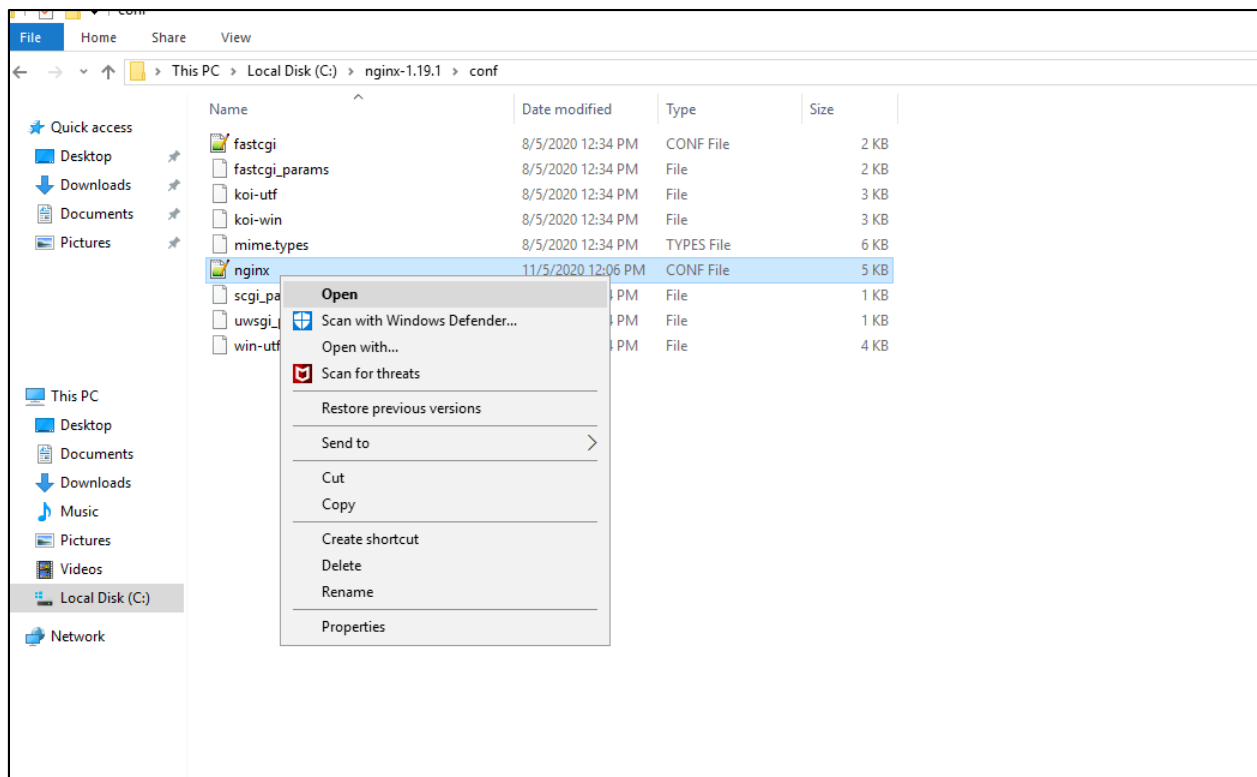 conf
File Home Share View
This PC > Local Disk (C:) > nginx-1.19.1 > conf
Name Date modified Type Size
Quick access
Desktop
Downloads
Documents
Pictures
This PC
Desktop
Documents
Downloads
Music
Pictures
Videos
Local Disk (C:)
Network
fastcgi 8/5/2020 12:34 PM CONF File 2 KB
fastcgi_params 8/5/2020 12:34 PM File 2 KB
koi-utf 8/5/2020 12:34 PM File 3 KB
koi-win 8/5/2020 12:34 PM File 3 KB
mime.types 8/5/2020 12:34 PM TYPES File 6 KB
nginx 11/5/2020 12:06 PM CONF File 5 KB
scgi_pa PM File 1 KB
uwsgi_ PM File 1 KB
win-utf PM File 4 KB
Open
Scan with Windows Defender...
Open with...
Scan for threats
Restore previous versions
Send to
Cut
Copy
Create shortcut
Delete
Rename
Properties